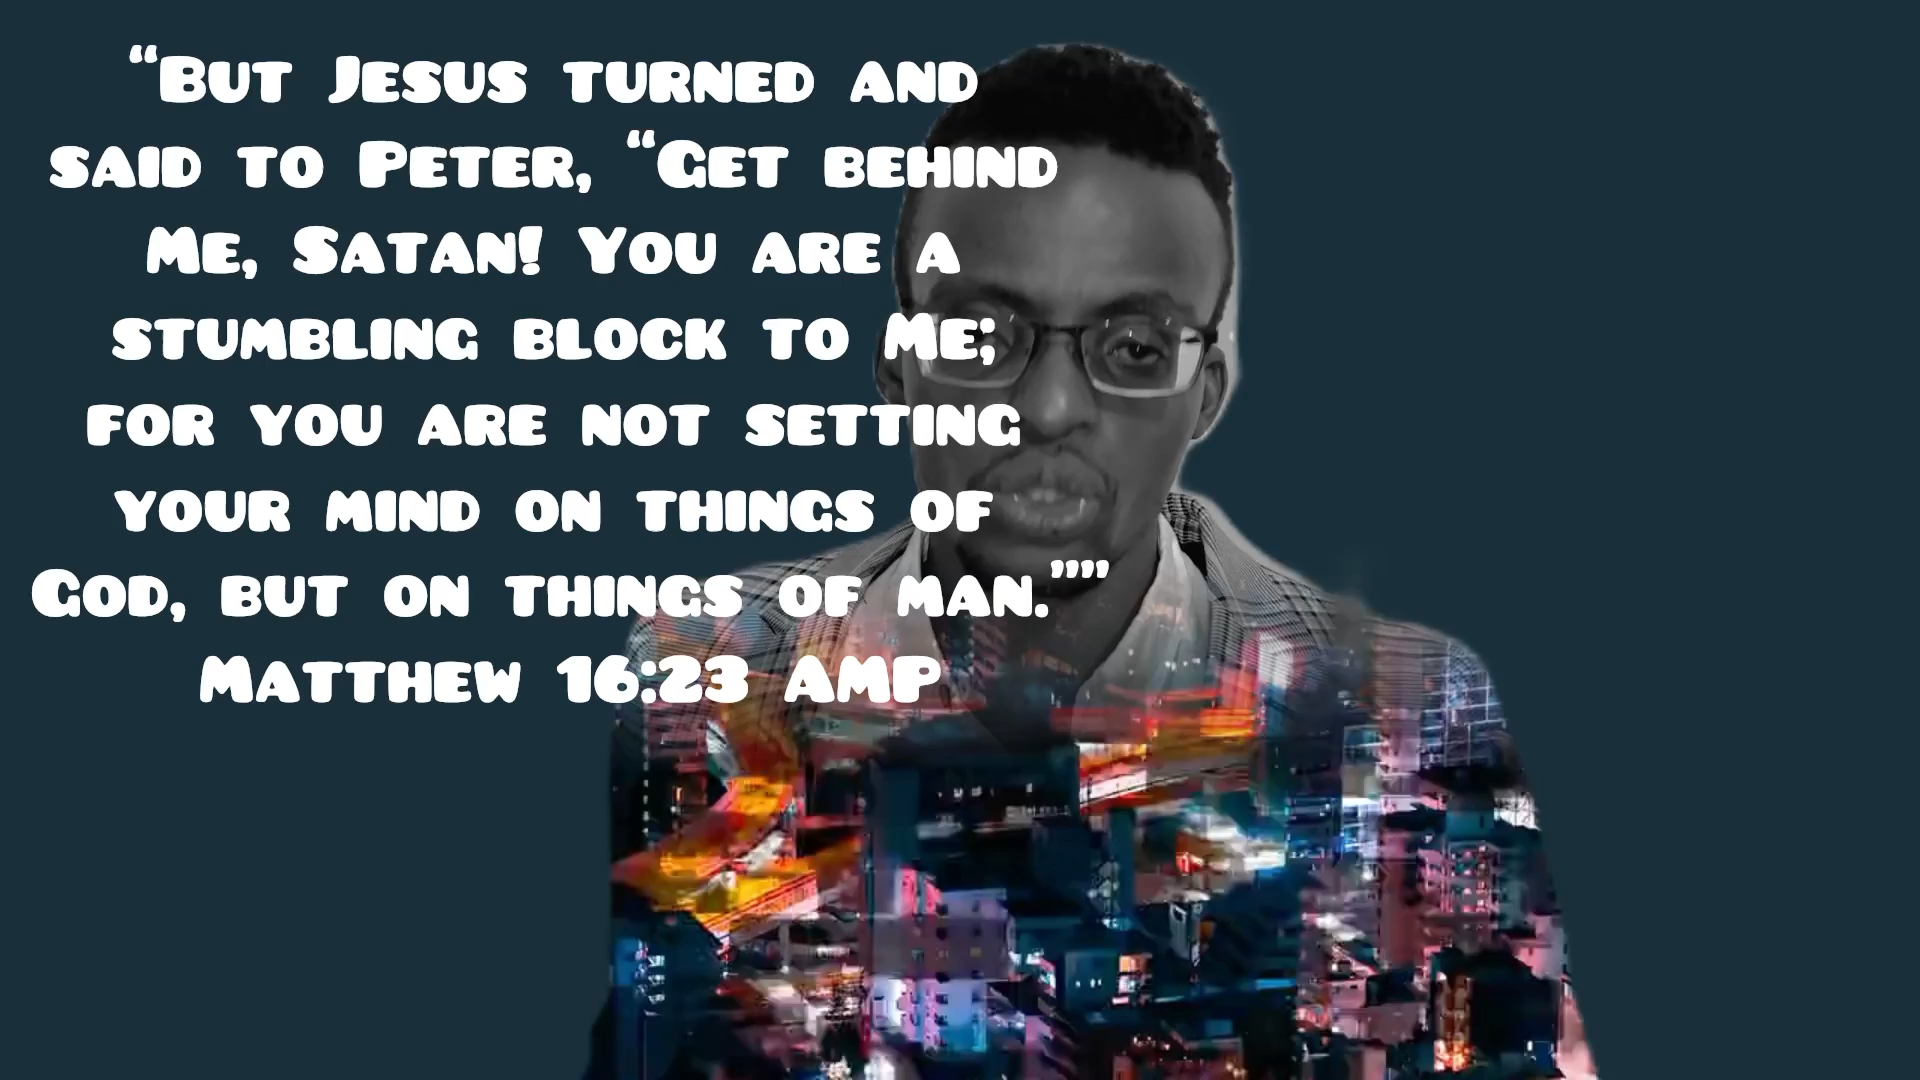 “But Jesus turned and
said to Peter, “Get behind
Me, Satan! You are a
stumbling block to Me;
for you are not setting
your mind on things of
God, but on things of man.””
Matthew 16:23 AMP